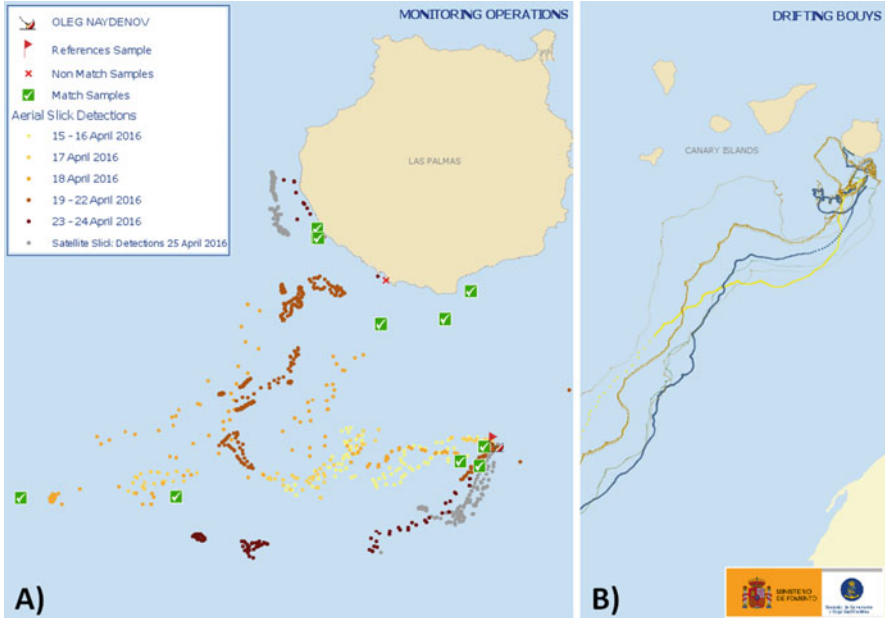 MONITORING OPERATIONS
OLEG NAYDENOV
References Sample
Non Match Samples
Match Samples
Aerial Slick Detections
15 - 16 April 2016
17 April 2016
18 April 2016
19 - 22 April 2016
23 - 24 April 2016
Satellite Slick Detections 25 April 2016
LAS PALMAS
A)
DRIFTING BOUYS
CANARY ISLANDS
B)
MINISTERIO
DE FOMENTO